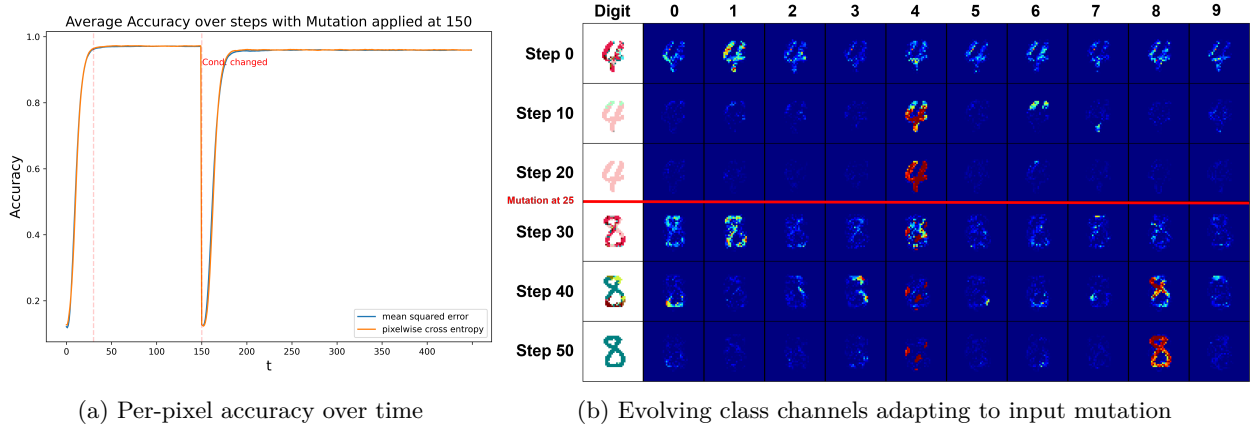 Average Accuracy over steps with Mutation applied at 150
1.0
0.8
0.6
0.4
0.2
Accuracy
Cond. changed
mean squared error
pixelwise cross entropy
0 50 100 150 200 250 300 350 400
t
(a) Per-pixel accuracy over time
Digit 0 1 2 3 4 5 6 7 8 9
Step 0
Step 10
Step 20
Mutation at 25
Step 30
Step 40
Step 50
(b) Evolving class channels adapting to input mutation